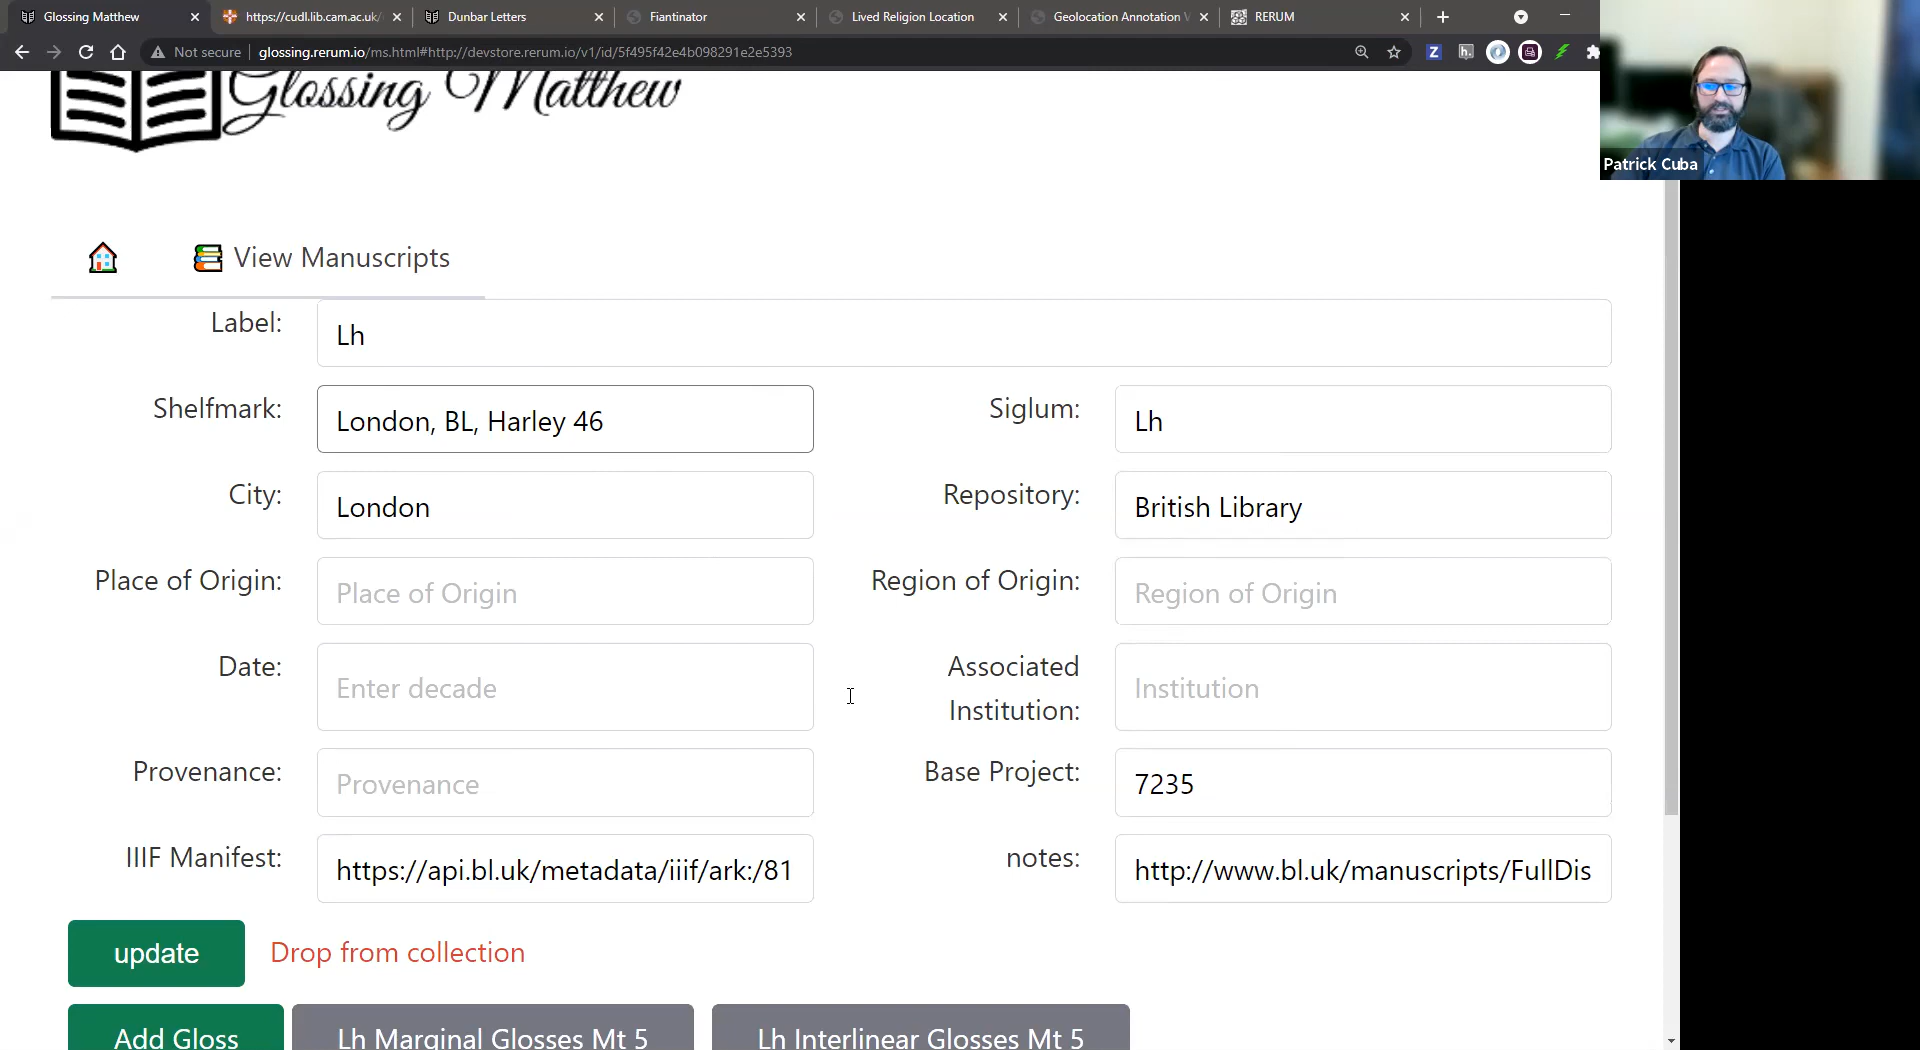 Glossing Matthew
https://cudl.lib.cam.ac.uk/
Dunbar Letters
Fiantinator
Lived Religion Location
Geolocation Annotation
RERUM
Not secure
glossing.rerum.io/ms.html#http://devstore.rerum.io/v1/id/5f495f42e4b098291e2e5393
Patrick Cuba
Glossing Matthew
View Manuscripts
Label:
Lh
Shelfmark:
London, BL, Harley 46
Siglum:
Lh
City:
London
Repository:
British Library
Place of Origin:
Place of Origin
Region of Origin:
Region of Origin
Date:
Enter decade
Associated
Institution:
Institution
Provenance:
Provenance
Base Project:
7235
IIIF Manifest:
https://api.bl.uk/metadata/iiif/ark:/81
notes:
http://www.bl.uk/manuscripts/FullDis
update
Drop from collection
Add Gloss
Lh Marginal Glosses Mt 5
Lh Interlinear Glosses Mt 5